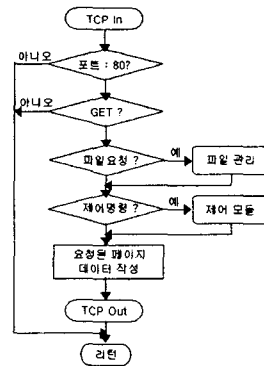 TCP In
아니오
포트 : 80?
아니오
GET ?
파일요청 ?
예
파일 관리
제어명령 ?
예
제어 모듈
요청된 페이지
데이터 작성
TCP Out
리턴